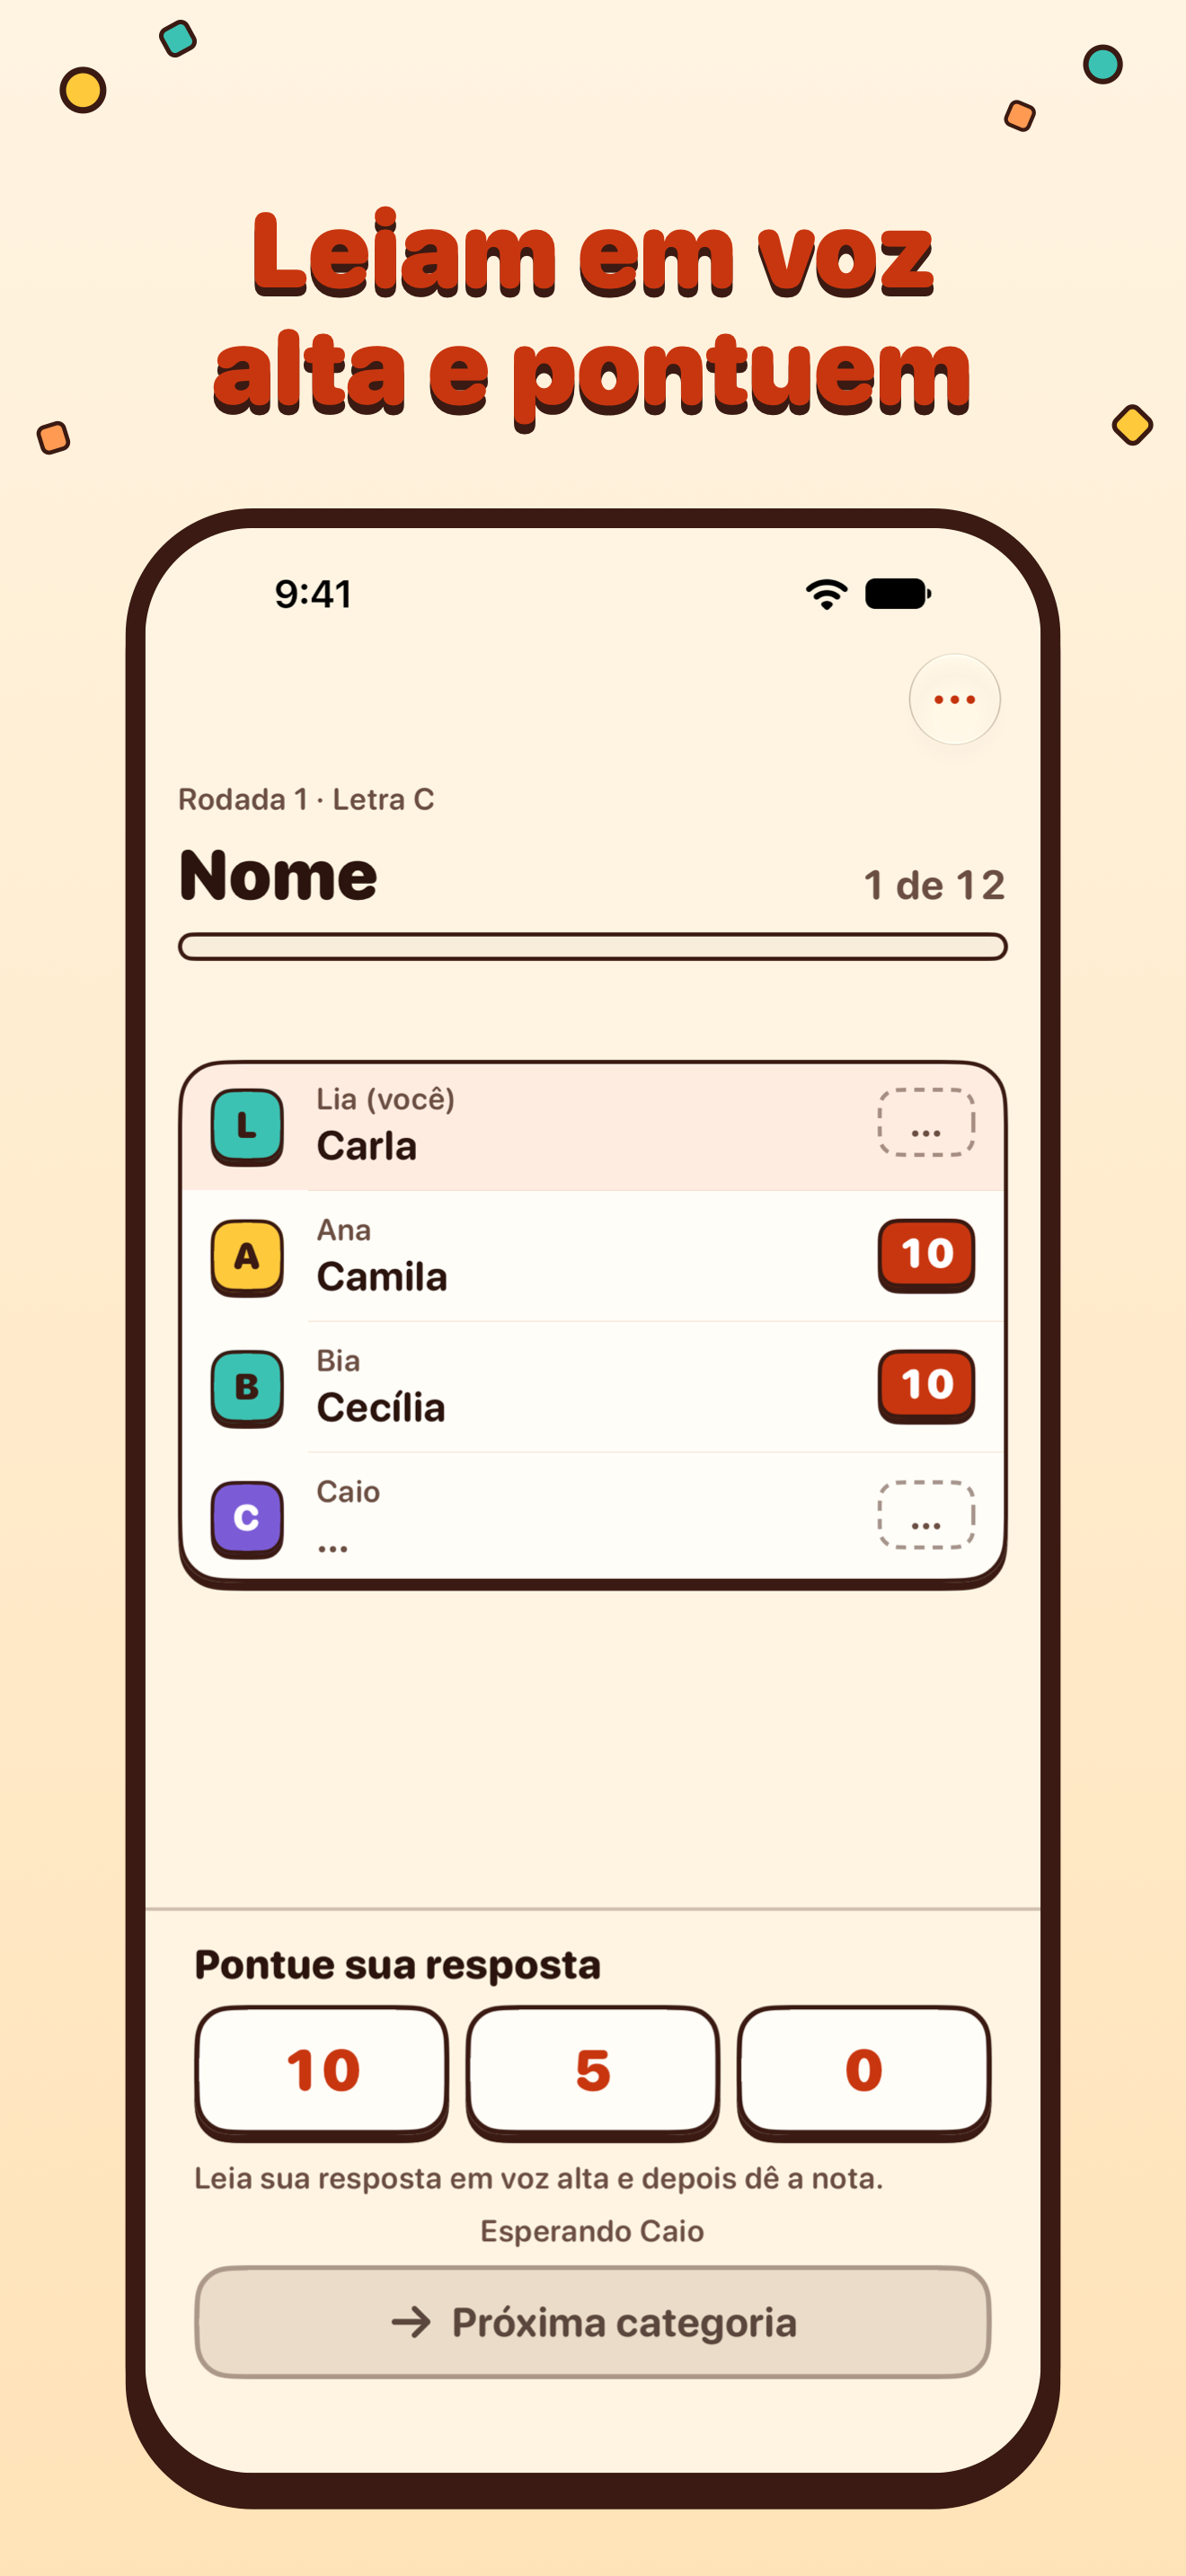 Leiam em voz
alta e pontuem
9:41
Rodada 1 · Letra C
Nome
1 de 12
L
Lia (você)
Carla
...
A
Ana
Camila
10
B
Bia
Cecília
10
C
Caio
...
...
Pontue sua resposta
10
5
0
Leia sua resposta em voz alta e depois dê a nota.
Esperando Caio
→ Próxima categoria